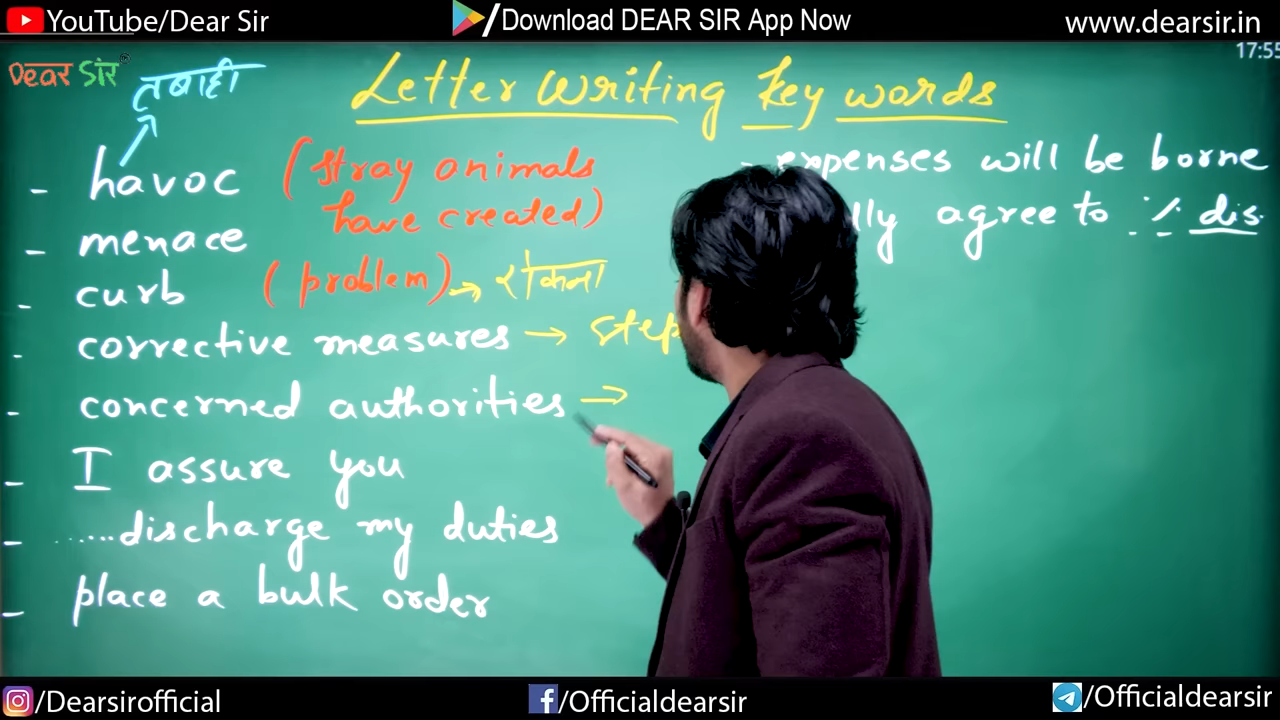 YouTube/Dear Sir
/Download DEAR SIR App Now
www.dearsir.in
17:55
Dear Sir
तबाही
Letter Writing Key words
- havoc (stray animals have created)
- menace
- curb (problem) → रोकना
- corrective measures → step
- concerned authorities →
- I assure you
- ......discharge my duties
- place a bulk order
- expenses will be borne
agree to % dis.
/Dearsirofficial
/Officialdearsir
/Officialdearsir